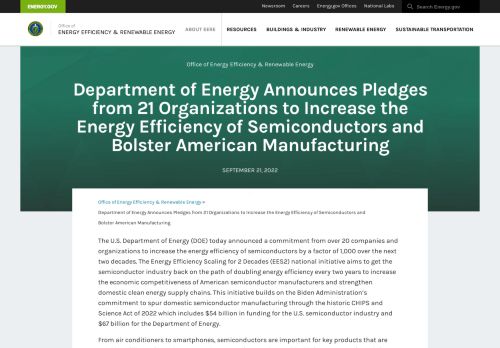 ENERGY.GOV
Newsroom Careers Energy.gov Offices National Labs Search Energy.gov
Office of
ENERGY EFFICIENCY & RENEWABLE ENERGY
ABOUT EERE RESOURCES BUILDINGS & INDUSTRY RENEWABLE ENERGY SUSTAINABLE TRANSPORTATION
Office of Energy Efficiency & Renewable Energy
Department of Energy Announces Pledges
from 21 Organizations to Increase the
Energy Efficiency of Semiconductors and
Bolster American Manufacturing
SEPTEMBER 21, 2022
Office of Energy Efficiency & Renewable Energy »
Department of Energy Announces Pledges from 21 Organizations to Increase the Energy Efficiency of Semiconductors and
Bolster American Manufacturing
The U.S. Department of Energy (DOE) today announced a commitment from over 20 companies and
organizations to increase the energy efficiency of semiconductors by a factor of 1,000 over the next
two decades. The Energy Efficiency Scaling for 2 Decades (EES2) national initiative aims to get the
semiconductor industry back on the path of doubling energy efficiency every two years to increase
the economic competitiveness of American semiconductor manufacturers and strengthen
domestic clean energy supply chains. This initiative builds on the Biden Administration's
commitment to spur domestic semiconductor manufacturing through the historic CHIPS and
Science Act of 2022 which includes $54 billion in funding for the U.S. semiconductor industry and
$67 billion for the Department of Energy.
From air conditioners to smartphones, semiconductors are important for key products that are